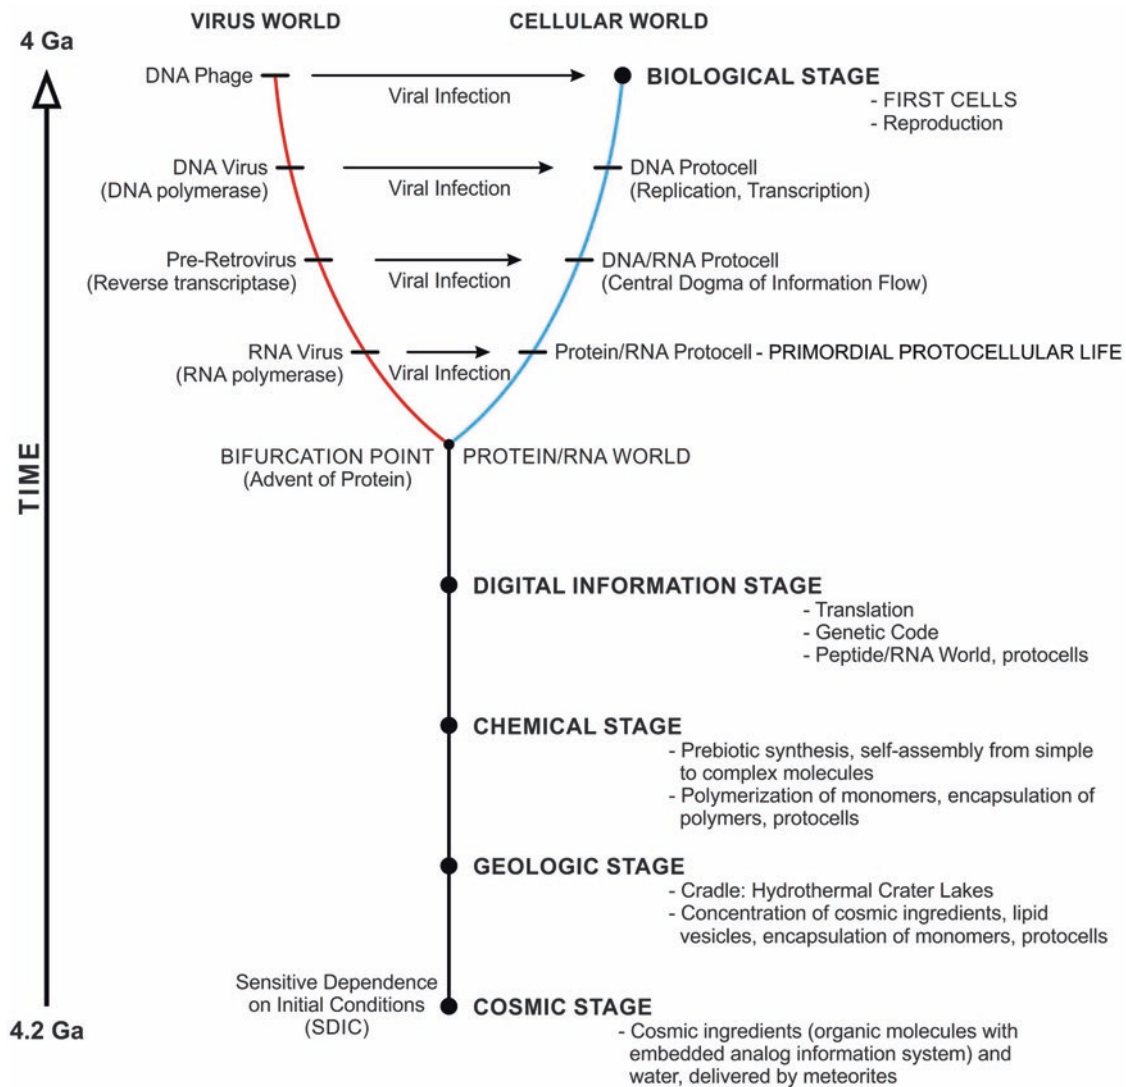 VIRUS WORLD
CELLULAR WORLD
4 Ga
DNA Phage
Viral Infection
BIOLOGICAL STAGE
- FIRST CELLS
- Reproduction
DNA Virus
(DNA polymerase)
Viral Infection
DNA Protocell
(Replication, Transcription)
Pre-Retrovirus
(Reverse transcriptase)
Viral Infection
DNA/RNA Protocell
(Central Dogma of Information Flow)
RNA Virus
(RNA polymerase)
Viral Infection
Protein/RNA Protocell - PRIMORDIAL PROTOCELLULAR LIFE
TIME
BIFURCATION POINT
(Advent of Protein)
PROTEIN/RNA WORLD
DIGITAL INFORMATION STAGE
- Translation
- Genetic Code
- Peptide/RNA World, protocells
CHEMICAL STAGE
- Prebiotic synthesis, self-assembly from simple
to complex molecules
- Polymerization of monomers, encapsulation of
polymers, protocells
GEOLOGIC STAGE
- Cradle: Hydrothermal Crater Lakes
- Concentration of cosmic ingredients, lipid
vesicles, encapsulation of monomers, protocells
Sensitive Dependence
on Initial Conditions
(SDIC)
COSMIC STAGE
4.2 Ga
- Cosmic ingredients (organic molecules with
embedded analog information system) and
water, delivered by meteorites